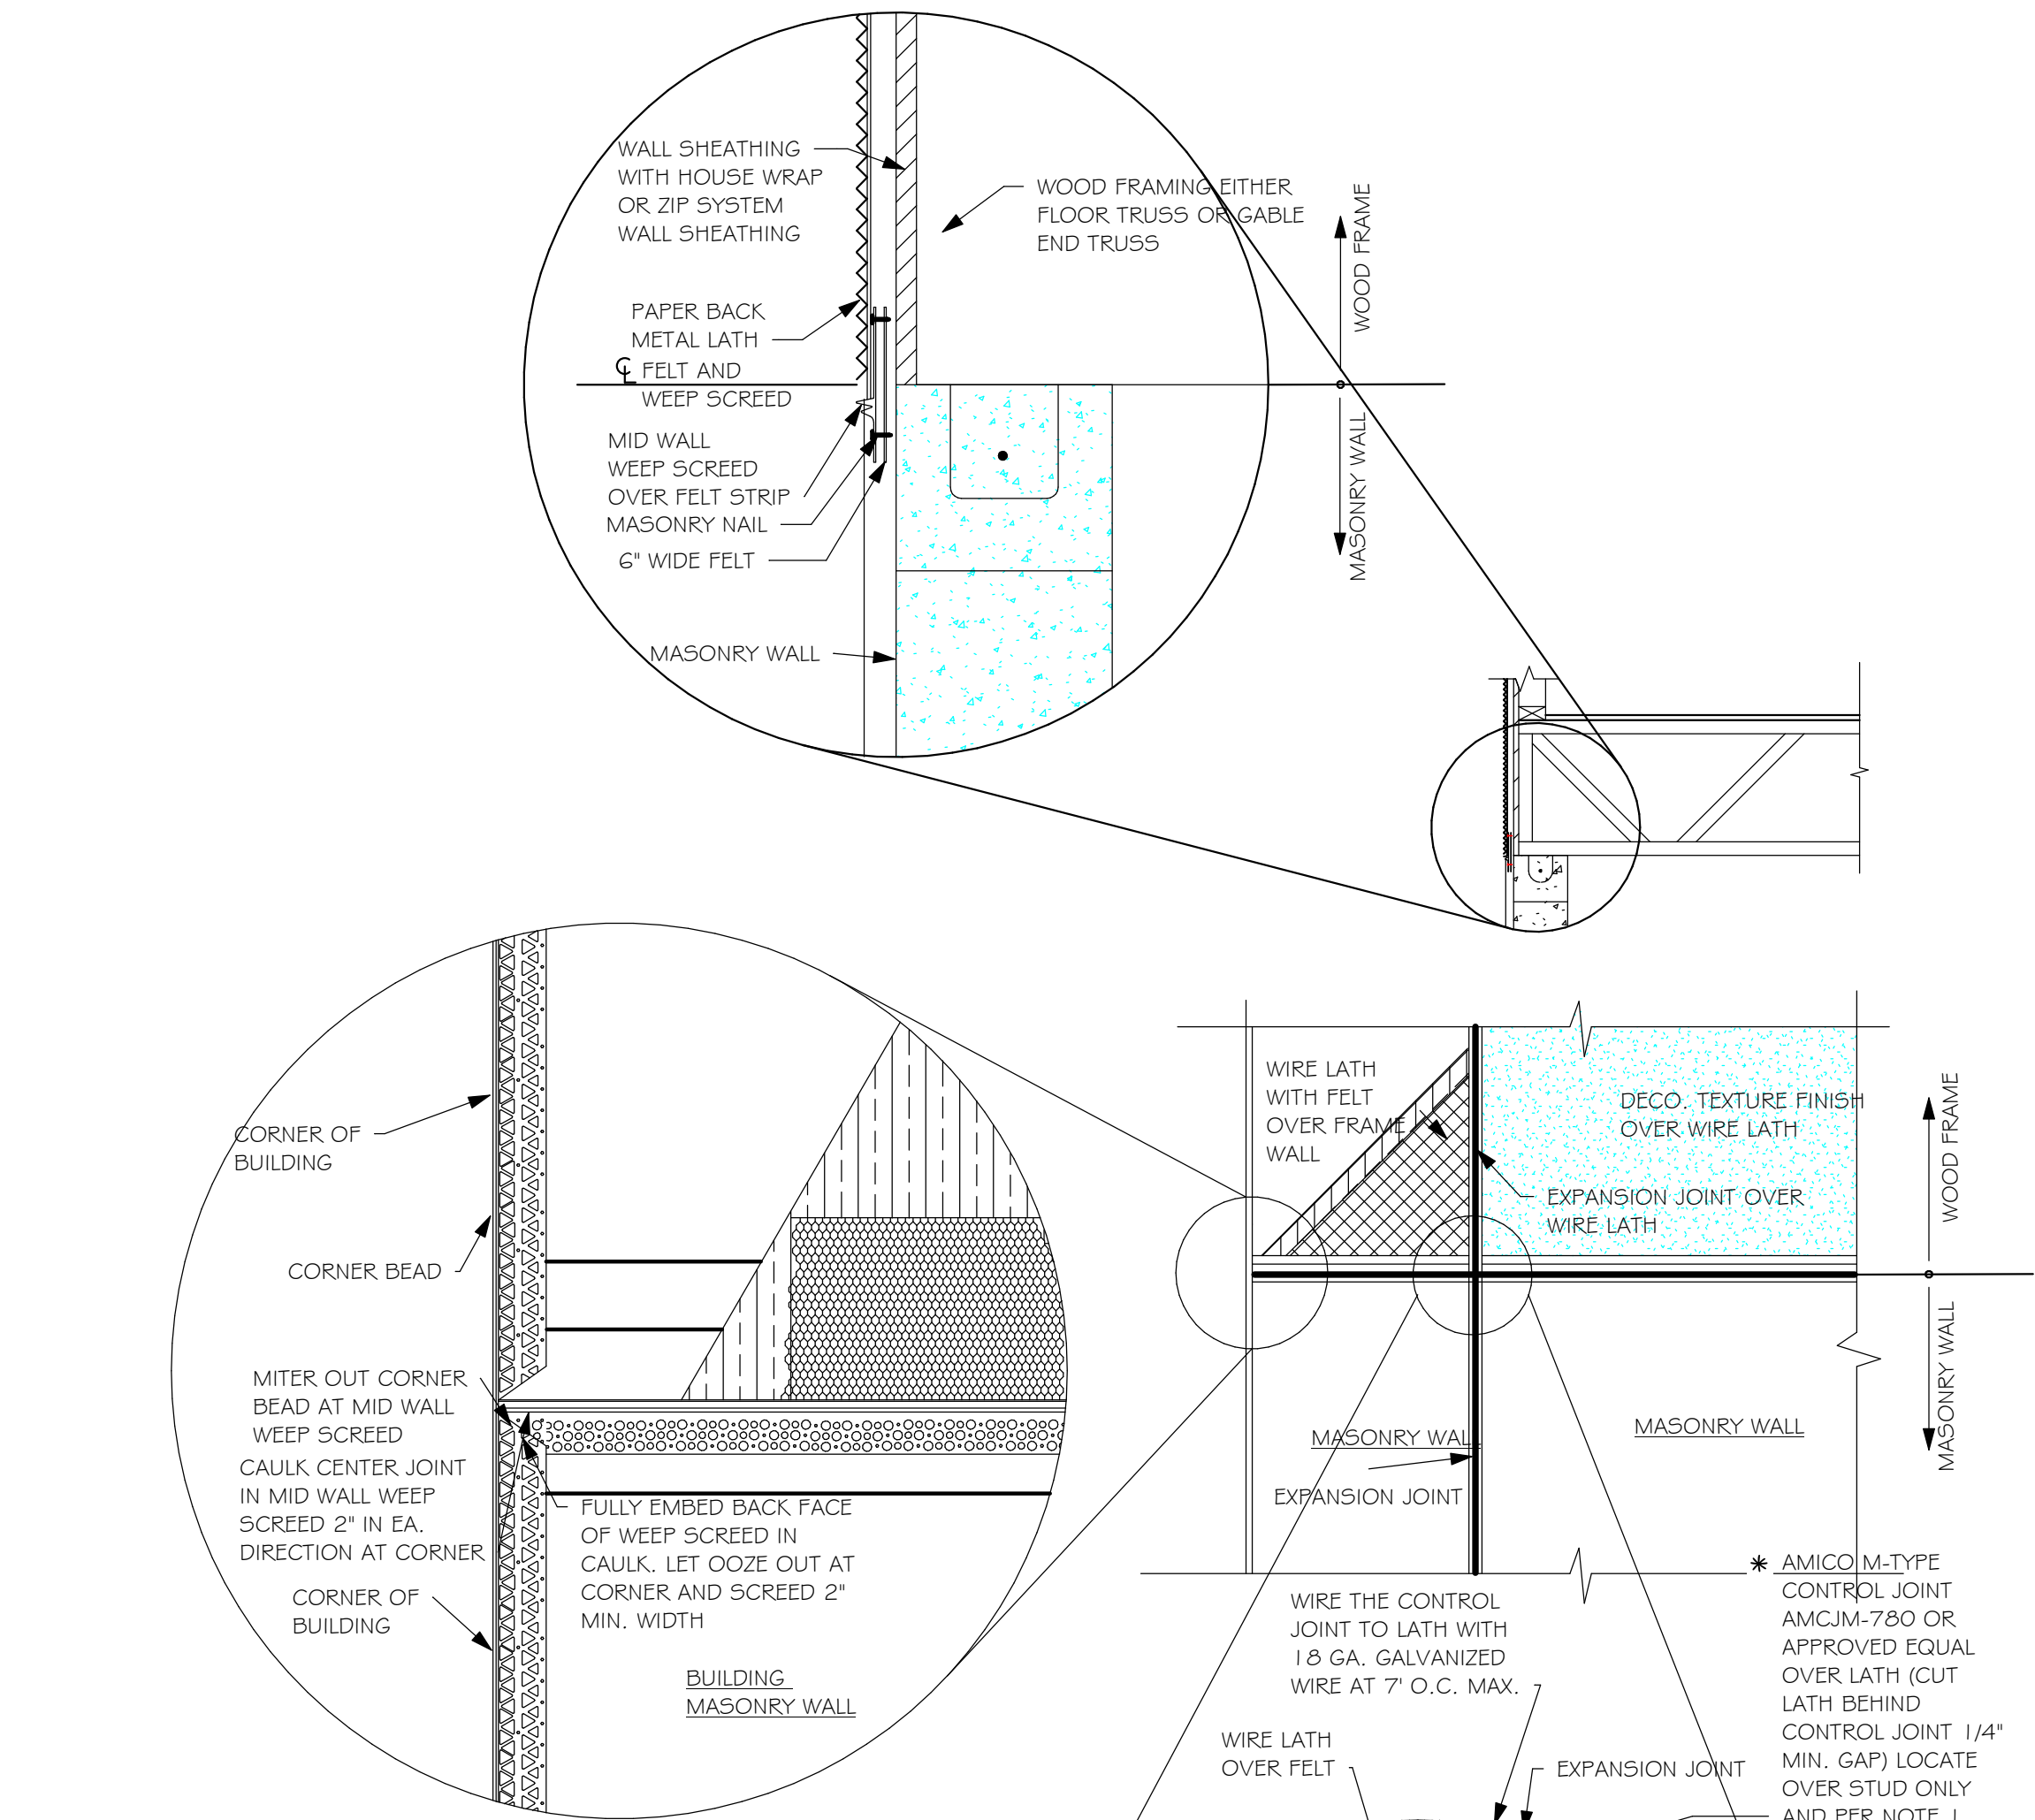 WALL SHEATHING
WITH HOUSE WRAP
OR ZIP SYSTEM
WALL SHEATHING
WOOD FRAMING EITHER
FLOOR TRUSS OR GABLE
END TRUSS
WOOD FRAME
MASONRY WALL
PAPER BACK
METAL LATH
℄ FELT AND
WEEP SCREED
MID WALL
WEEP SCREED
OVER FELT STRIP
MASONRY NAIL
6" WIDE FELT
MASONRY WALL
CORNER OF
BUILDING
CORNER BEAD
MITER OUT CORNER
BEAD AT MID WALL
WEEP SCREED
CAULK CENTER JOINT
IN MID WALL WEEP
SCREED 2" IN EA.
DIRECTION AT CORNER
CORNER OF
BUILDING
FULLY EMBED BACK FACE
OF WEEP SCREED IN
CAULK. LET OOZE OUT AT
CORNER AND SCREED 2"
MIN. WIDTH
BUILDING
MASONRY WALL
WIRE LATH
WITH FELT
OVER FRAME
WALL
DECO. TEXTURE FINISH
OVER WIRE LATH
EXPANSION JOINT OVER
WIRE LATH
WOOD FRAME
MASONRY WALL
MASONRY WALL
EXPANSION JOINT
MASONRY WALL
WIRE THE CONTROL
JOINT TO LATH WITH
18 GA. GALVANIZED
WIRE AT 7' O.C. MAX.
WIRE LATH
OVER FELT
EXPANSION JOINT
* AMICO M-TYPE
CONTROL JOINT
AMCJM-780 OR
APPROVED EQUAL
OVER LATH (CUT
LATH BEHIND
CONTROL JOINT 1/4"
MIN. GAP) LOCATE
OVER STUD ONLY
AND PER NOTE